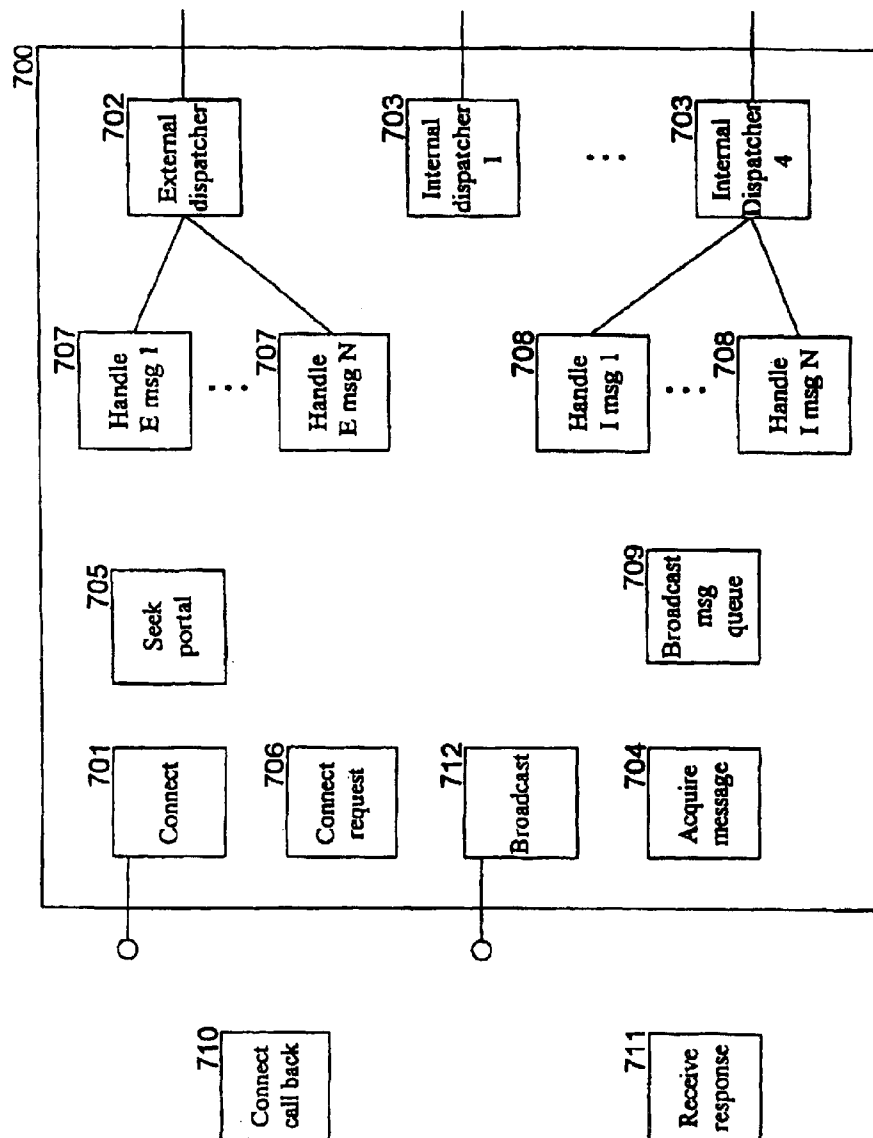 700
702
External
dispatcher
703
Internal
dispatcher
1
703
Internal
Dispatcher
4
707
Handle
E msg 1
707
Handle
E msg N
708
Handle
I msg 1
708
Handle
I msg N
705
Seek
portal
709
Broadcast
msg
queue
701
Connect
706
Connect
request
712
Broadcast
704
Acquire
message
710
Connect
call back
711
Receive
response